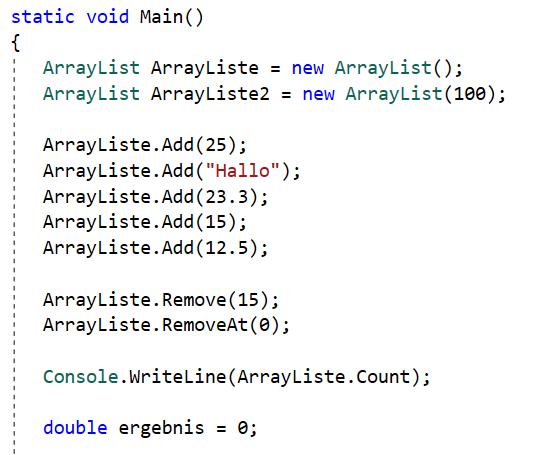 static void Main()
{
ArrayList ArrayListe = new ArrayList();
ArrayList ArrayListe2 = new ArrayList(100);
ArrayListe.Add(25);
ArrayListe.Add("Hallo");
ArrayListe.Add(23.3);
ArrayListe.Add(15);
ArrayListe.Add(12.5);
ArrayListe.Remove(15);
ArrayListe.RemoveAt(0);
Console.WriteLine(ArrayListe.Count);
double ergebnis = 0;